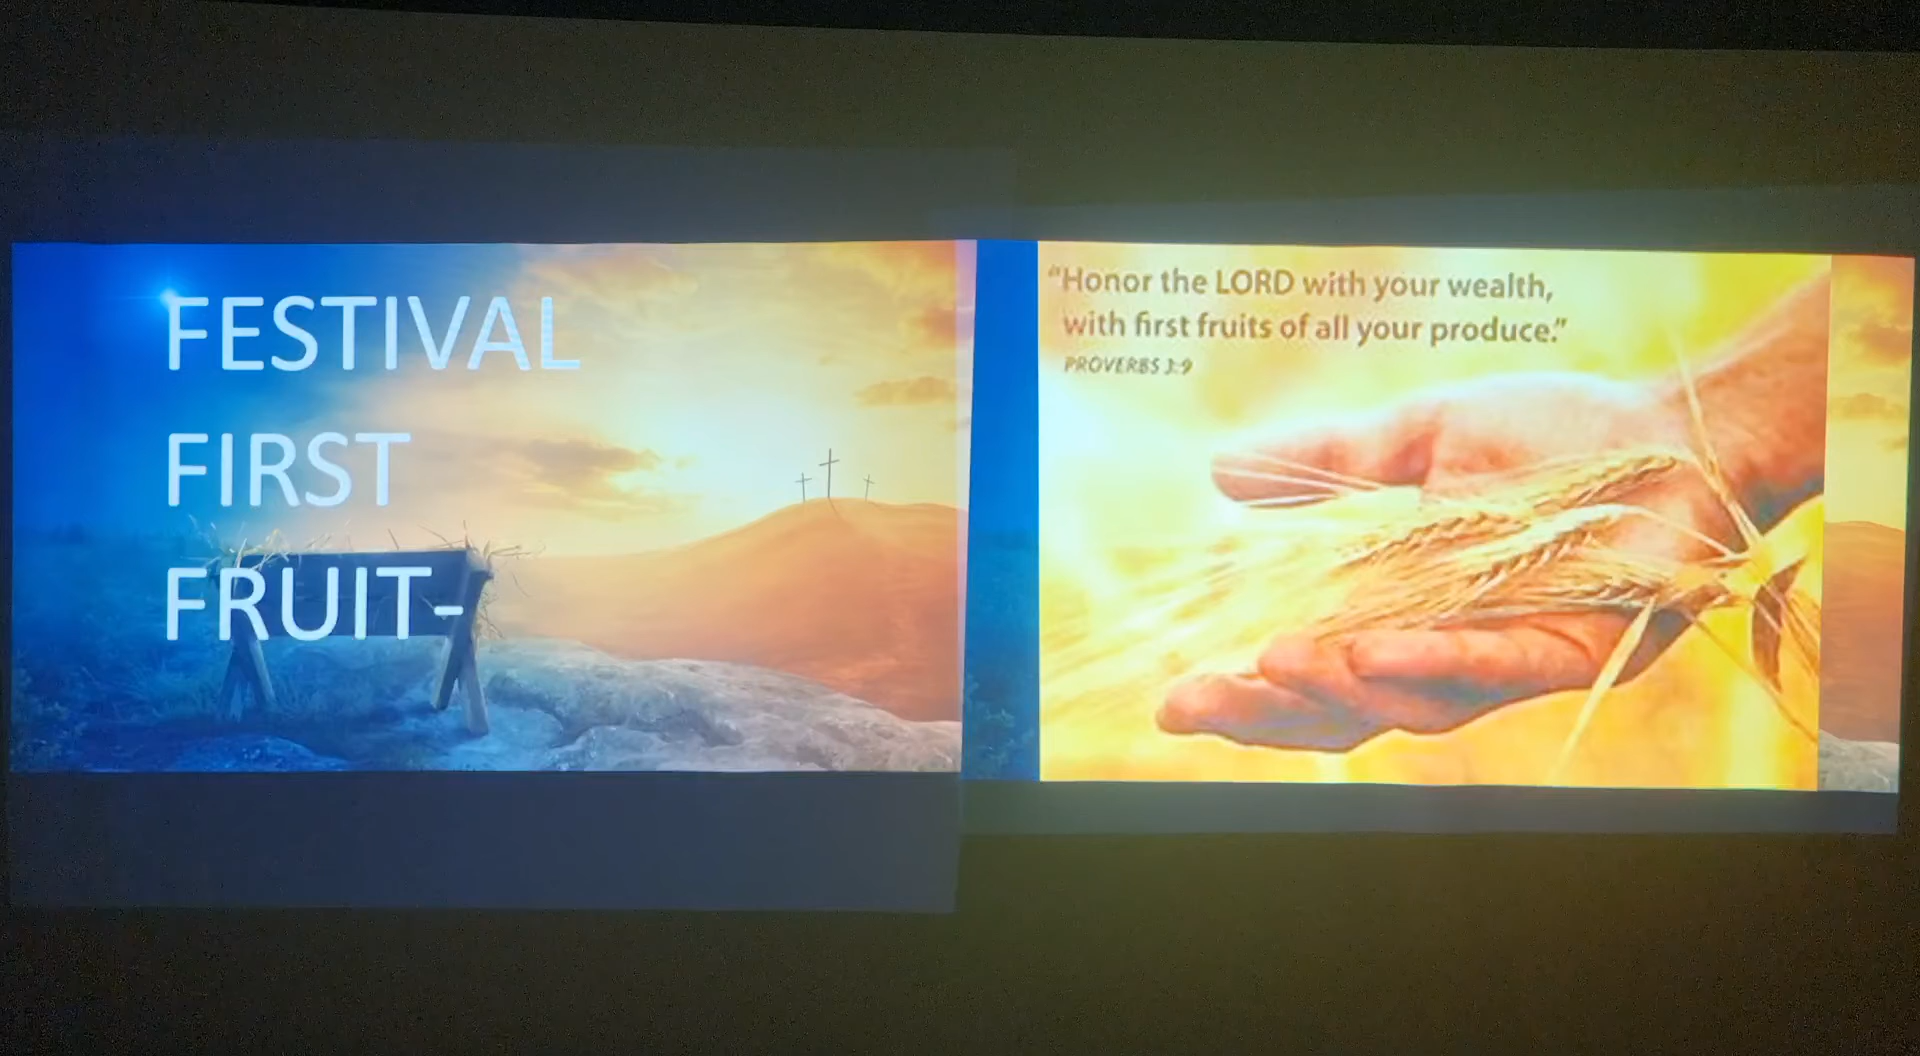 FESTIVAL
FIRST
FRUIT-
"Honor the LORD with your wealth,
with first fruits of all your produce."
PROVERBS 3:9